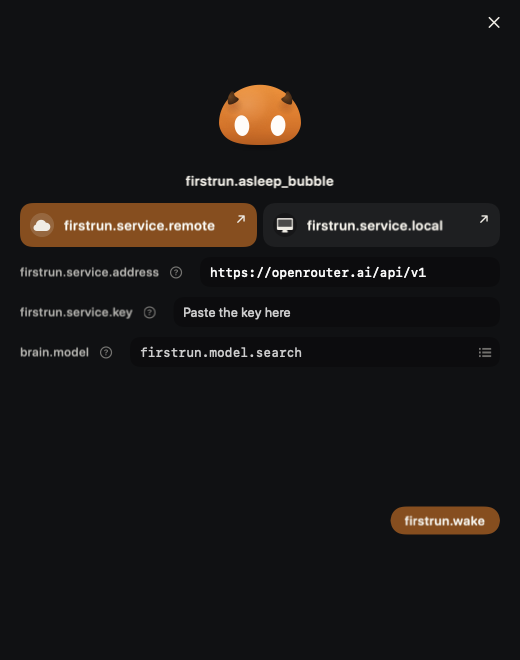 firstrun.asleep_bubble
firstrun.service.remote
firstrun.service.local
firstrun.service.address
https://openrouter.ai/api/v1
firstrun.service.key
Paste the key here
brain.model
firstrun.model.search
firstrun.wake